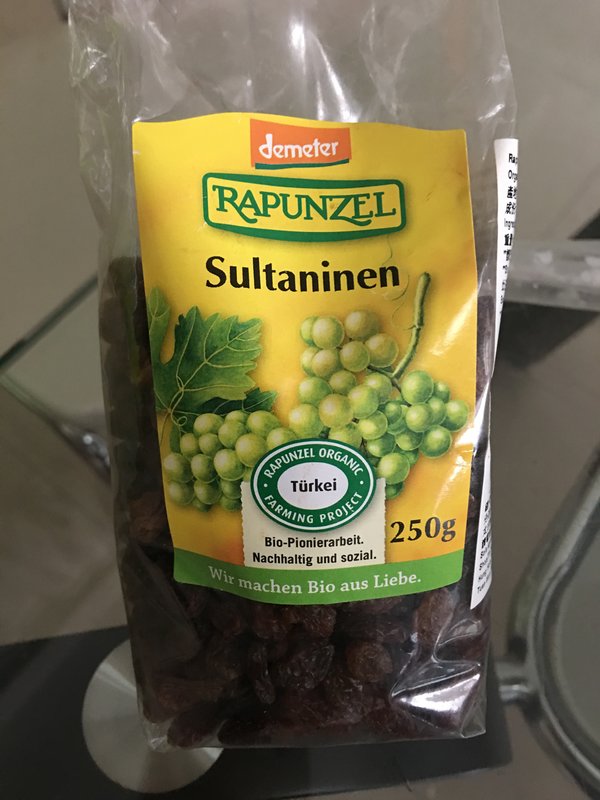 demeter
RAPUNZEL
Sultaninen
RAPUNZEL ORGANIC
Türkei
FARMING PROJECT
250g
Bio-Pionierarbeit.
Nachhaltig und sozial.
Wir machen Bio aus Liebe.